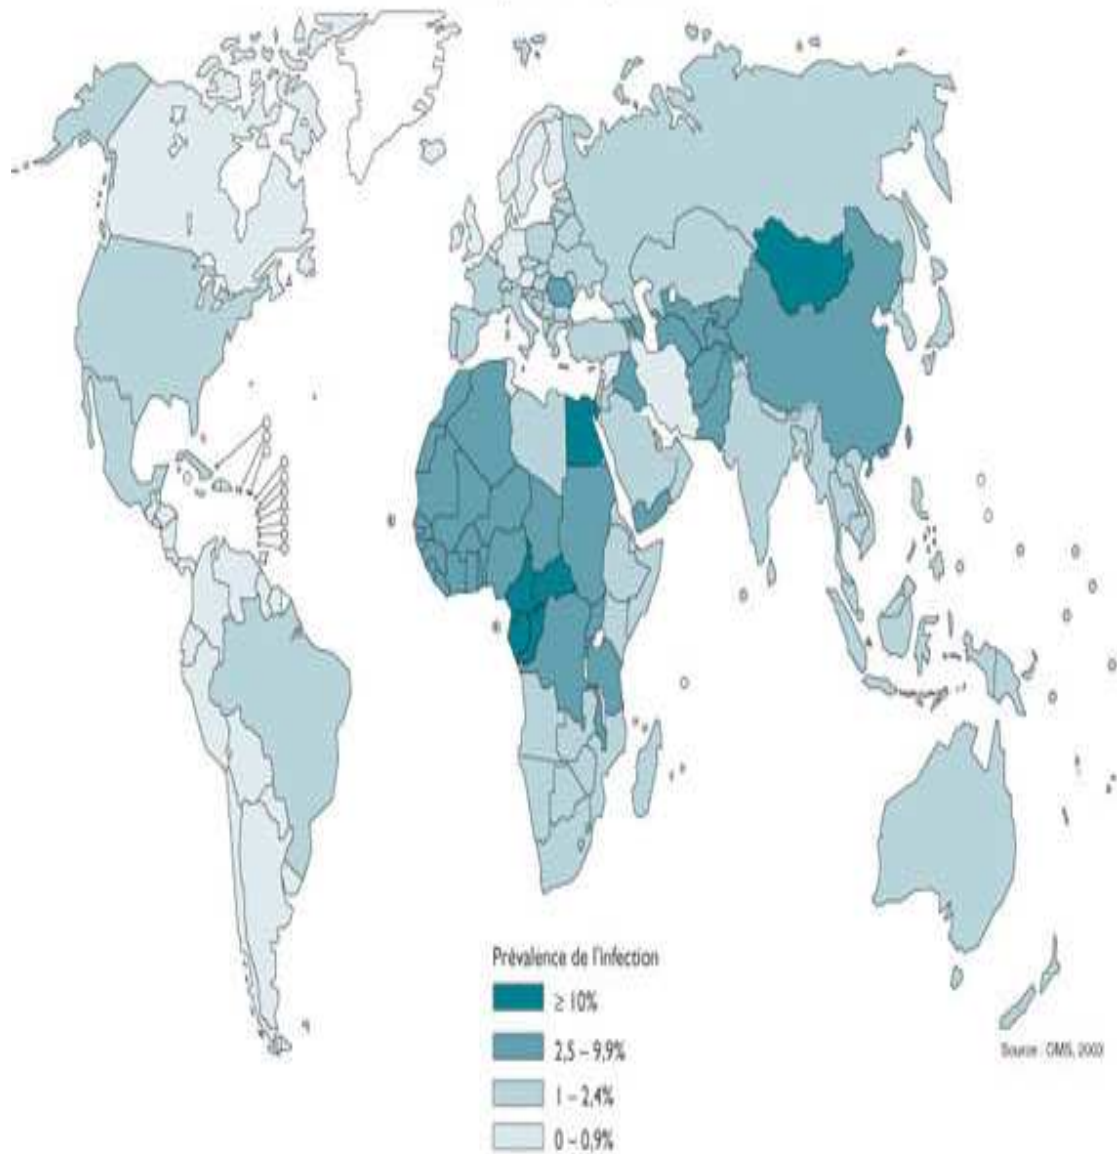 Prévalence de l'infection
≥ 10%
2,5 – 9,9%
1 – 2,4%
0 – 0,9%
Source : OMS, 2003